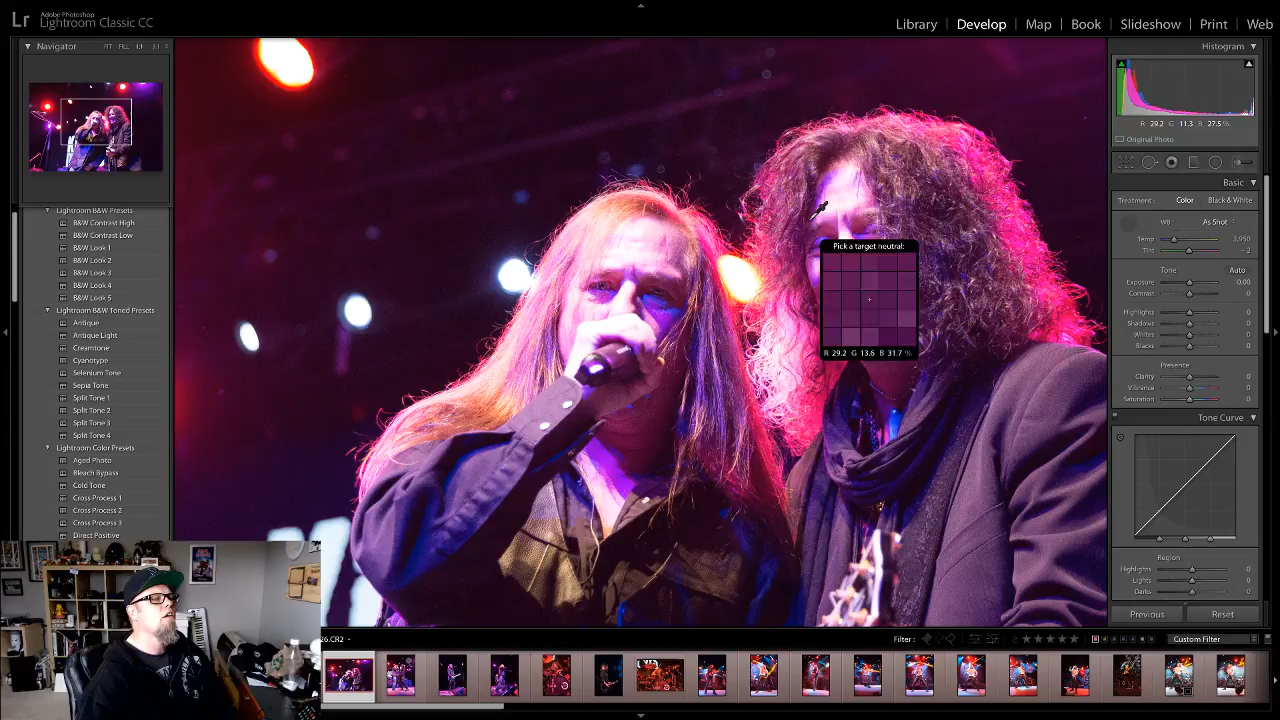 Lr Adobe Photoshop
Lightroom Classic CC
Library | Develop | Map | Book | Slideshow | Print | Web
Navigator FIT FILL 1:1 3:1
Histogram
R 29.2 G 11.3 B 27.5 %
Original Photo
Basic
Treatment: Color Black & White
WB: As Shot
Temp 3,950
Tint - 2
Tone Auto
Exposure 0.00
Contrast 0
Highlights 0
Shadows 0
Whites 0
Blacks 0
Presence
Clarity 0
Vibrance 0
Saturation 0
Tone Curve
Region
Highlights 0
Lights 0
Darks 0
Previous Reset
Lightroom B&W Presets
B&W Contrast High
B&W Contrast Low
B&W Look 1
B&W Look 2
B&W Look 3
B&W Look 4
B&W Look 5
Lightroom B&W Toned Presets
Antique
Antique Light
Creamtone
Cyanotype
Selenium Tone
Sepia Tone
Split Tone 1
Split Tone 2
Split Tone 3
Split Tone 4
Lightroom Color Presets
Aged Photo
Bleach Bypass
Cold Tone
Cross Process 1
Cross Process 2
Cross Process 3
Direct Positive
Pick a target neutral:
R 29.2 G 13.6 B 31.7 %
26.CR2
Filter: Custom Filter